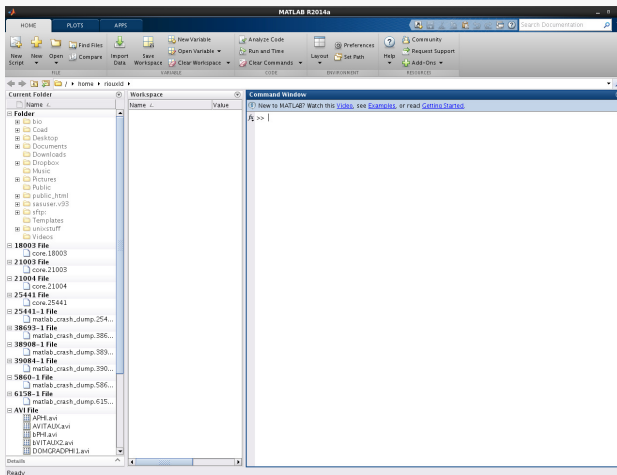 MATLAB R2014a
HOME PLOTS APPS
Search Documentation
New Script
New
Open
Find Files
Compare
Import Data
Save Workspace
New Variable
Open Variable
Clear Workspace
Analyze Code
Run and Time
Clear Commands
Layout
Preferences
Set Path
Help
Community
Request Support
Add-Ons
FILE VARIABLE CODE ENVIRONMENT RESOURCES
/ home riouxld
Current Folder
Name
Folder
bio
Coad
Desktop
Documents
Downloads
Dropbox
Music
Pictures
Public
public_html
sasuser.v93
sftp:
Templates
unixstuff
Videos
18003 File
core.18003
21003 File
core.21003
21004 File
core.21004
25441 File
core.25441
25441-1 File
matlab_crash_dump.254...
38693-1 File
matlab_crash_dump.386...
38908-1 File
matlab_crash_dump.389...
39084-1 File
matlab_crash_dump.390...
5860-1 File
matlab_crash_dump.586...
6158-1 File
matlab_crash_dump.615...
AVI File
APHI.avi
AVITAUX.avi
bPHI.avi
bVITAUX2.avi
DOMGRADPHI1.avi
Details
Workspace
Name Value
Command Window
New to MATLAB? Watch this Video, see Examples, or read Getting Started.
fx >>
Ready